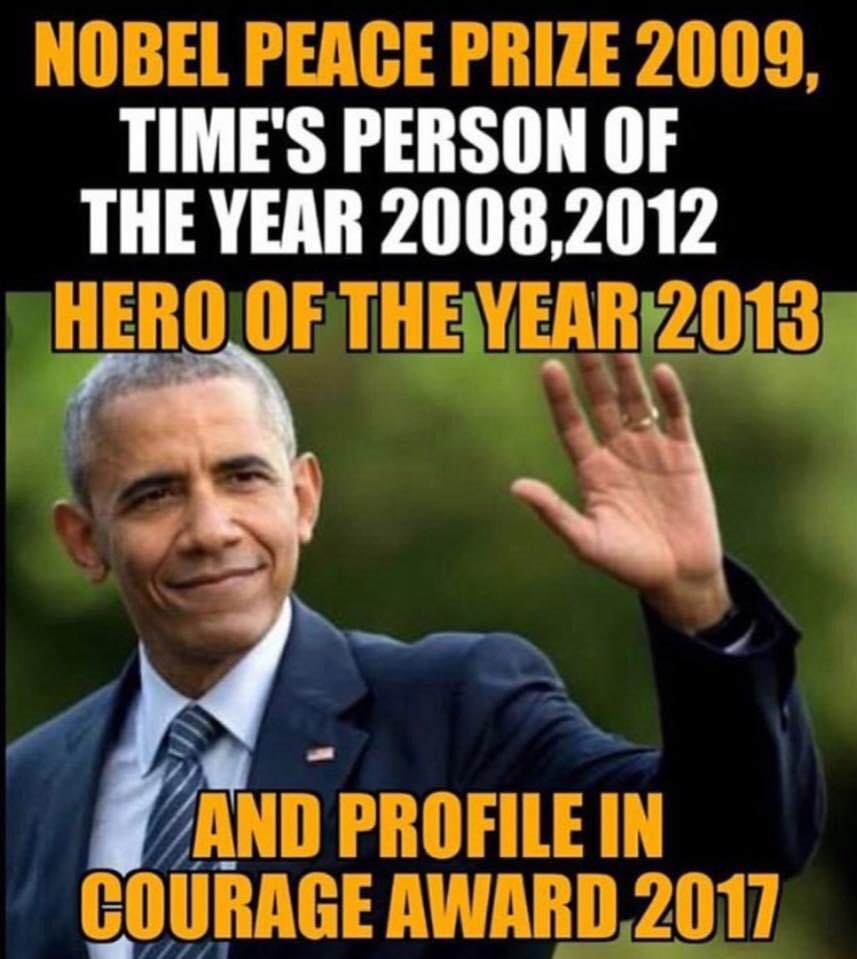 NOBEL PEACE PRIZE 2009,
TIME'S PERSON OF
THE YEAR 2008,2012
HERO OF THE YEAR 2013
AND PROFILE IN
COURAGE AWARD 2017